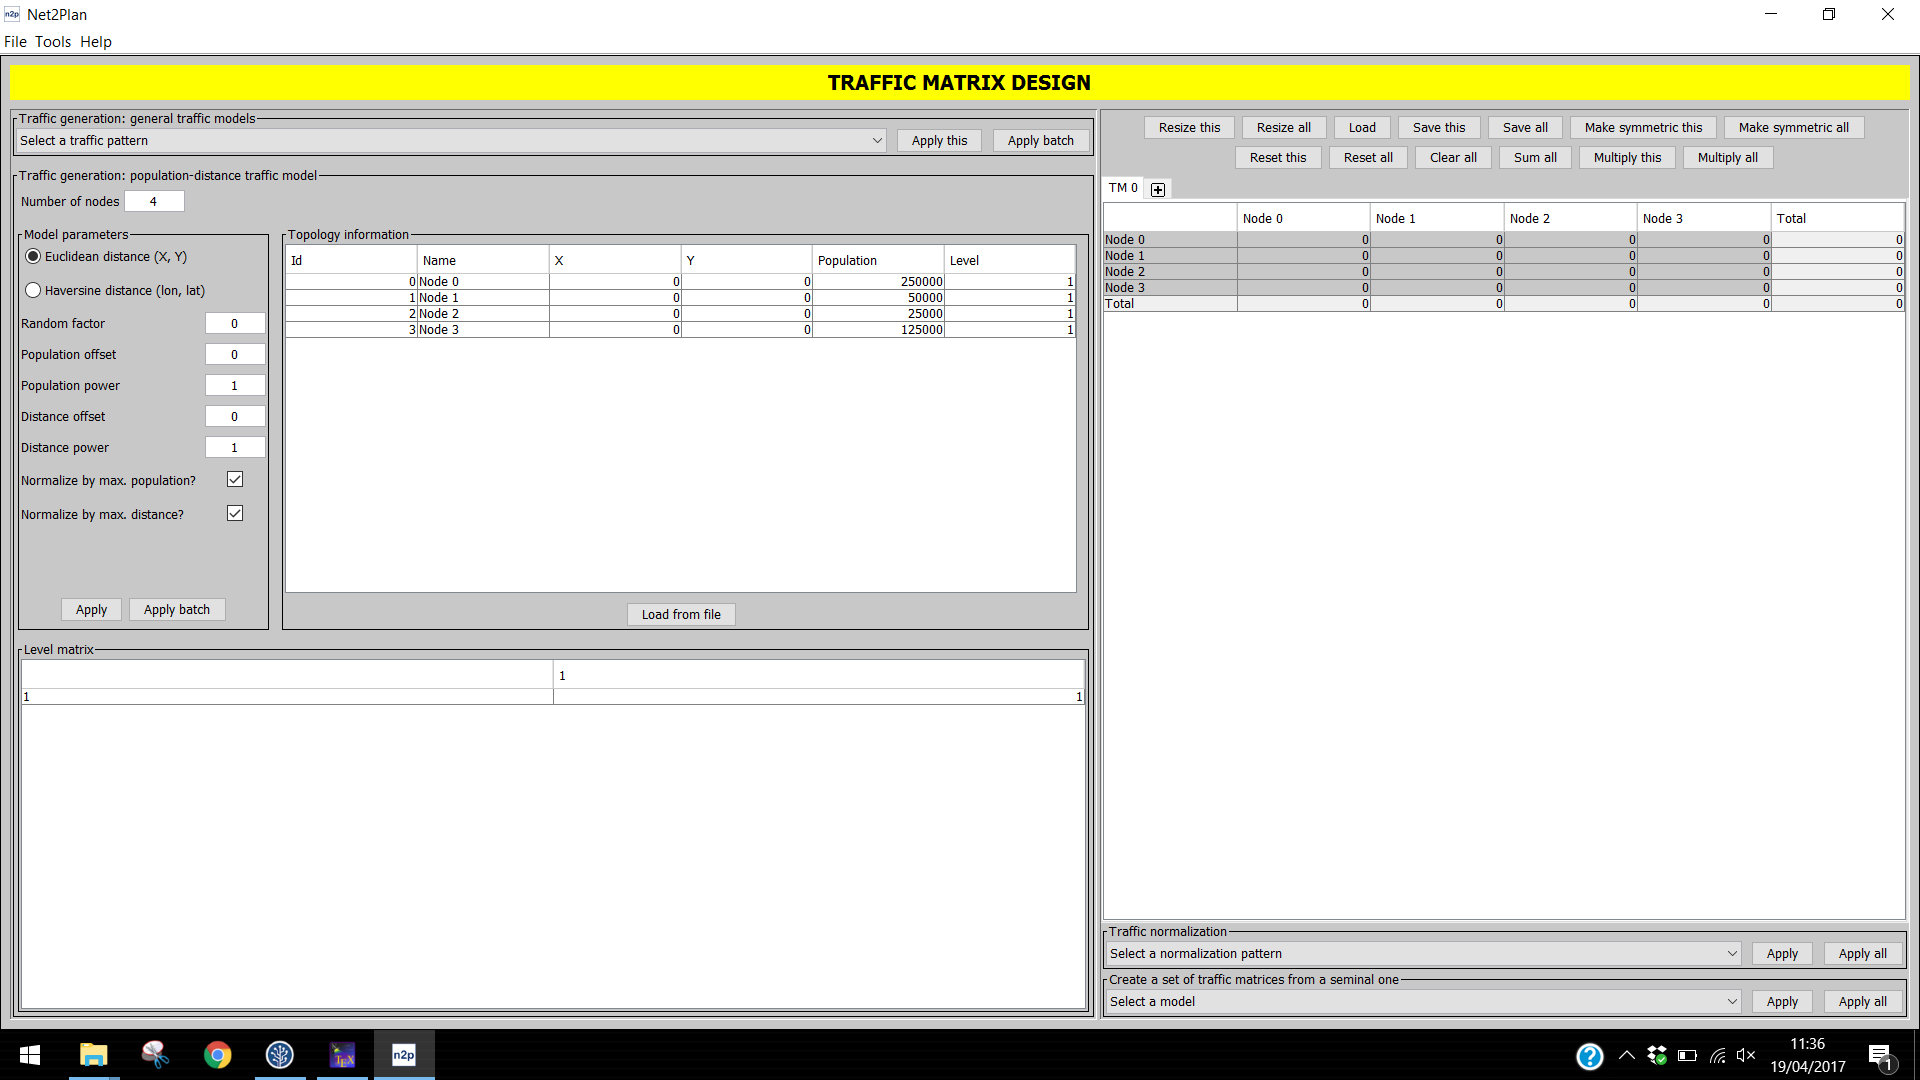 n2p Net2Plan
File Tools Help
TRAFFIC MATRIX DESIGN
Traffic generation: general traffic models
Select a traffic pattern Apply this Apply batch
Traffic generation: population-distance traffic model
Number of nodes 4
Model parameters
Euclidean distance (X, Y)
Haversine distance (lon, lat)
Random factor 0
Population offset 0
Population power 1
Distance offset 0
Distance power 1
Normalize by max. population?
Normalize by max. distance?
Apply Apply batch
Topology information
Id Name X Y Population Level
0 Node 0 0 0 250000 1
1 Node 1 0 0 50000 1
2 Node 2 0 0 25000 1
3 Node 3 0 0 125000 1
Load from file
Level matrix
1
1 1
Resize this Resize all Load Save this Save all Make symmetric this Make symmetric all
Reset this Reset all Clear all Sum all Multiply this Multiply all
TM 0
Node 0 Node 1 Node 2 Node 3 Total
Node 0 0 0 0 0 0
Node 1 0 0 0 0 0
Node 2 0 0 0 0 0
Node 3 0 0 0 0 0
Total 0 0 0 0 0
Traffic normalization
Select a normalization pattern Apply Apply all
Create a set of traffic matrices from a seminal one
Select a model Apply Apply all
TEX n2p
11:36
19/04/2017
1